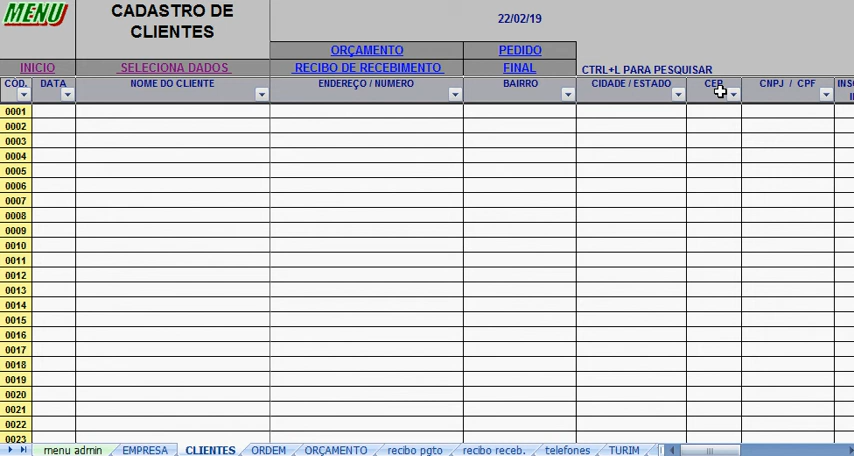 MENU
CADASTRO DE
CLIENTES
22/02/19
ORÇAMENTO
PEDIDO
INICIO
SELECIONA DADOS
RECIBO DE RECEBIMENTO
FINAL
CTRL+L PARA PESQUISAR
CÓD. DATA NOME DO CLIENTE ENDEREÇO / NUMERO BAIRRO CIDADE / ESTADO CEP CNPJ / CPF
0001
0002
0003
0004
0005
0006
0007
0008
0009
0010
0011
0012
0013
0014
0015
0016
0017
0018
0019
0020
0021
0022
0023
menu admin EMPRESA CLIENTES ORDEM ORÇAMENTO recibo pgto recibo receb. telefones TURIM